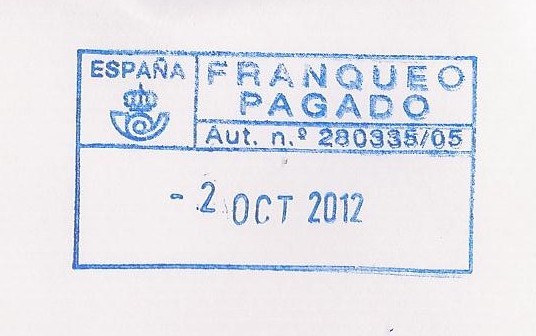 ESPAÑA
FRANQUEO
PAGADO
Aut. n.º 280335/05
- 2 OCT 2012